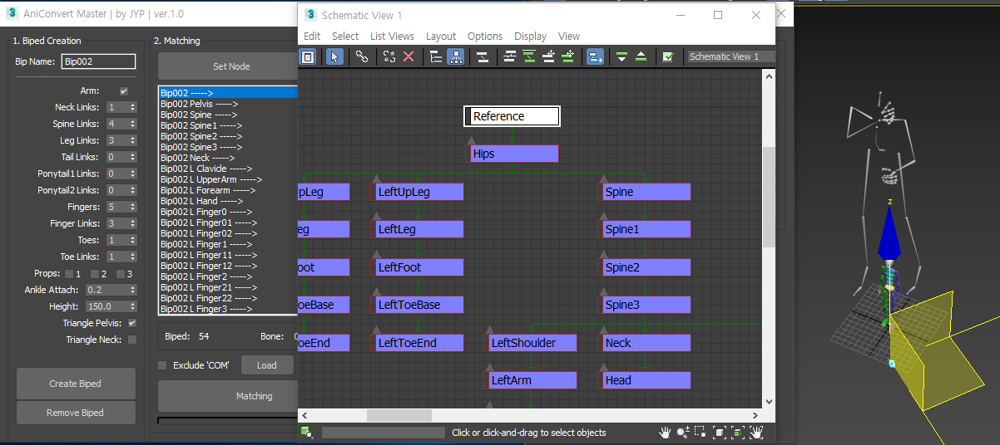 AniConvert Master | by JYP | ver.1.0
1. Biped Creation
Bip Name: Bip002
Arm:
Neck Links: 1
Spine Links: 4
Leg Links: 3
Tail Links: 0
Ponytail1 Links: 0
Ponytail2 Links: 0
Fingers: 5
Finger Links: 3
Toes: 1
Toe Links: 1
Props: 1 2 3
Ankle Attach: 0.2
Height: 150.0
Triangle Pelvis:
Triangle Neck:
Create Biped
Remove Biped
2. Matching
Set Node
Bip002 ----->
Bip002 Pelvis ----->
Bip002 Spine ----->
Bip002 Spine1 ----->
Bip002 Spine2 ----->
Bip002 Spine3 ----->
Bip002 Neck ----->
Bip002 L Clavicle ----->
Bip002 L UpperArm ----->
Bip002 L Forearm ----->
Bip002 L Hand ----->
Bip002 L Finger0 ----->
Bip002 L Finger01 ----->
Bip002 L Finger02 ----->
Bip002 L Finger1 ----->
Bip002 L Finger11 ----->
Bip002 L Finger12 ----->
Bip002 L Finger2 ----->
Bip002 L Finger21 ----->
Bip002 L Finger22 ----->
Bip002 L Finger3 ----->
Biped: 54 Bone: 0
Exclude 'COM' Load
Matching
Schematic View 1
Edit Select List Views Layout Options Display View
Schematic View 1
Reference
Hips
pLeg LeftUpLeg Spine
eg LeftLeg Spine1
oot LeftFoot Spine2
oeBase LeftToeBase Spine3
oeEnd LeftToeEnd LeftShoulder Neck
LeftArm Head
Click or click-and-drag to select objects
z